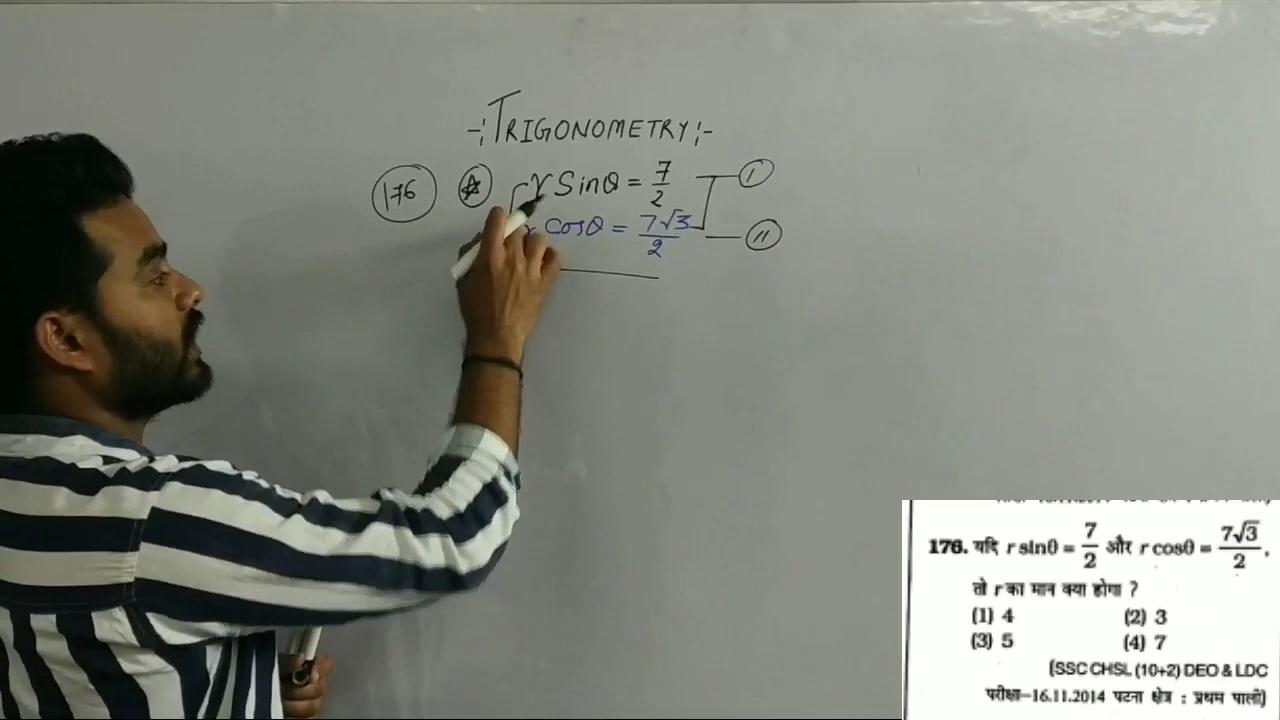 -:TRIGONOMETRY:-
176 r Sinθ = 7/2 I
cosθ = 7√3/2 II
176. यदि r sinθ = 7/2 और r cosθ = 7√3/2,
तो r का मान क्या होगा ?
(1) 4 (2) 3
(3) 5 (4) 7
(SSC CHSL (10+2) DEO & LDC
परीक्षा–16.11.2014 पटना क्षेत्र : प्रथम पाली)